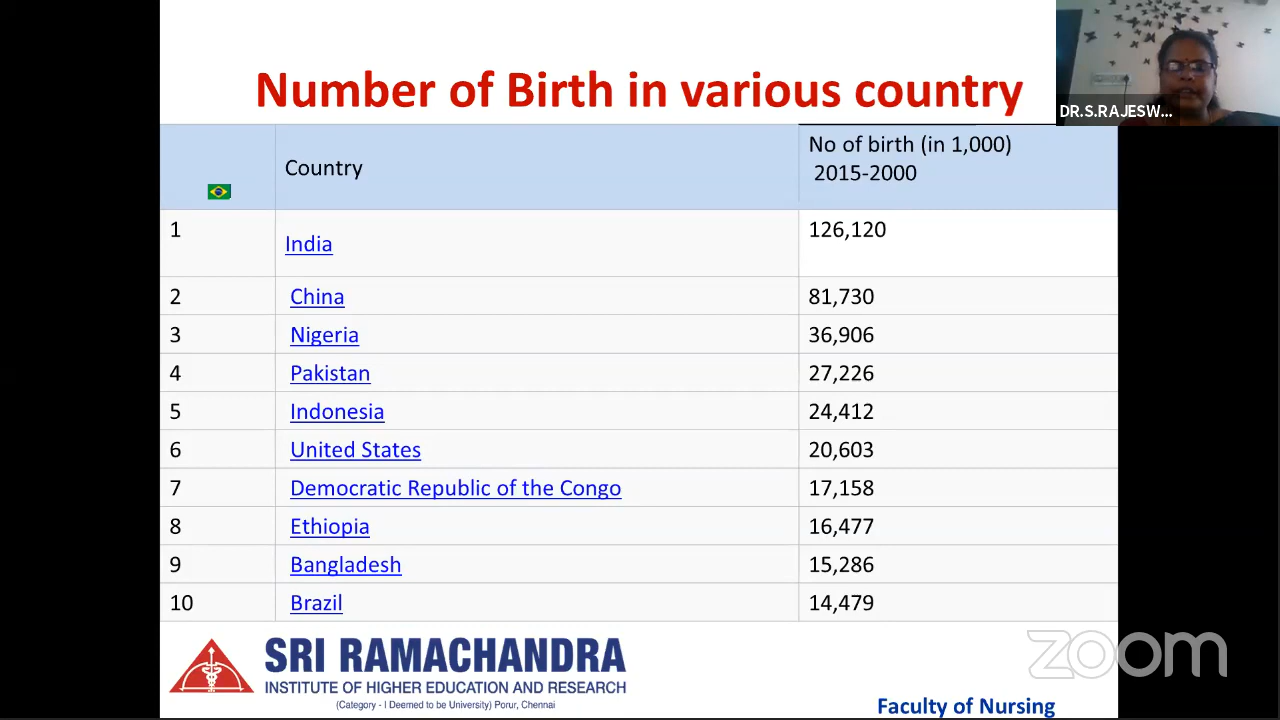 Number of Birth in various country
DR.S.RAJESW...
Country
No of birth (in 1,000)
2015-2000
1 India 126,120
2 China 81,730
3 Nigeria 36,906
4 Pakistan 27,226
5 Indonesia 24,412
6 United States 20,603
7 Democratic Republic of the Congo 17,158
8 Ethiopia 16,477
9 Bangladesh 15,286
10 Brazil 14,479
SRI RAMACHANDRA
INSTITUTE OF HIGHER EDUCATION AND RESEARCH
(Category - I Deemed to be University) Porur, Chennai
zoom
Faculty of Nursing